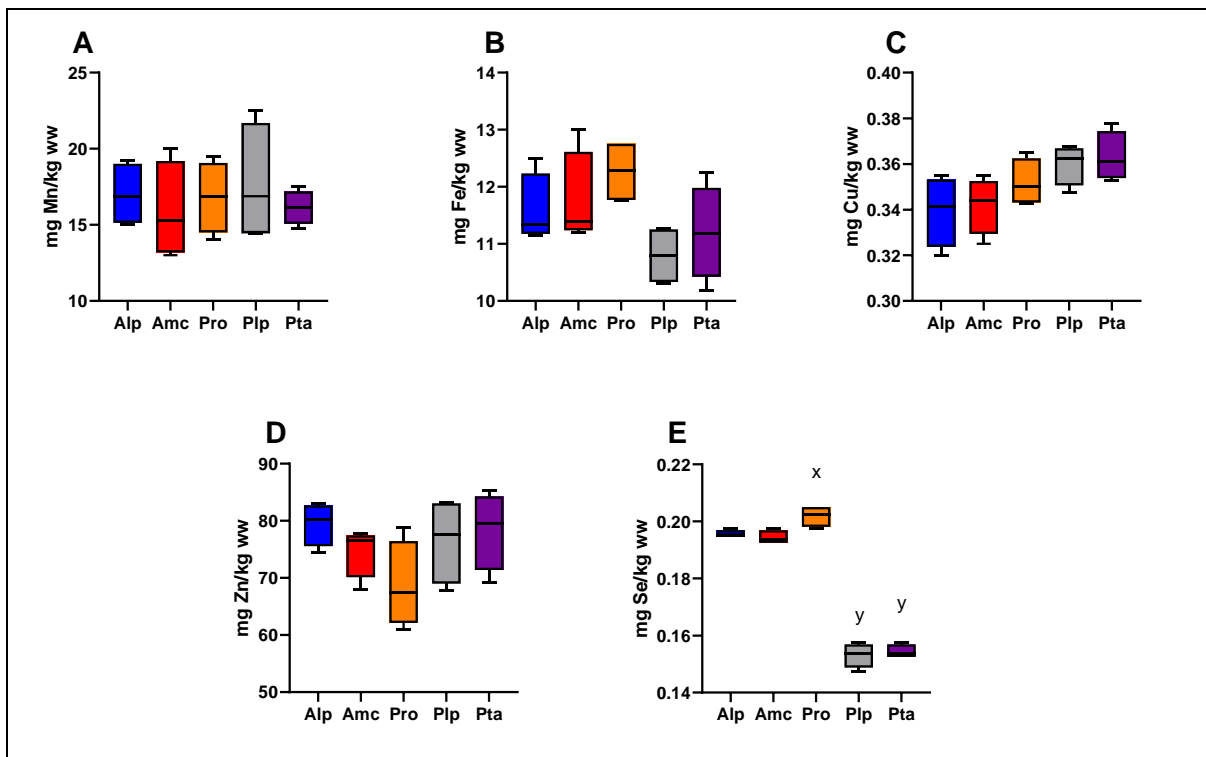 A
mg Mn/kg ww
25
20
15
10
Alp Amc Pro Plp Pta
B
mg Fe/kg ww
14
13
12
11
10
Alp Amc Pro Plp Pta
C
mg Cu/kg ww
0.40
0.38
0.36
0.34
0.32
0.30
Alp Amc Pro Plp Pta
D
mg Zn/kg ww
90
80
70
60
50
Alp Amc Pro Plp Pta
E
mg Se/kg ww
0.22
0.20
0.18
0.16
0.14
x
y
y
Alp Amc Pro Plp Pta